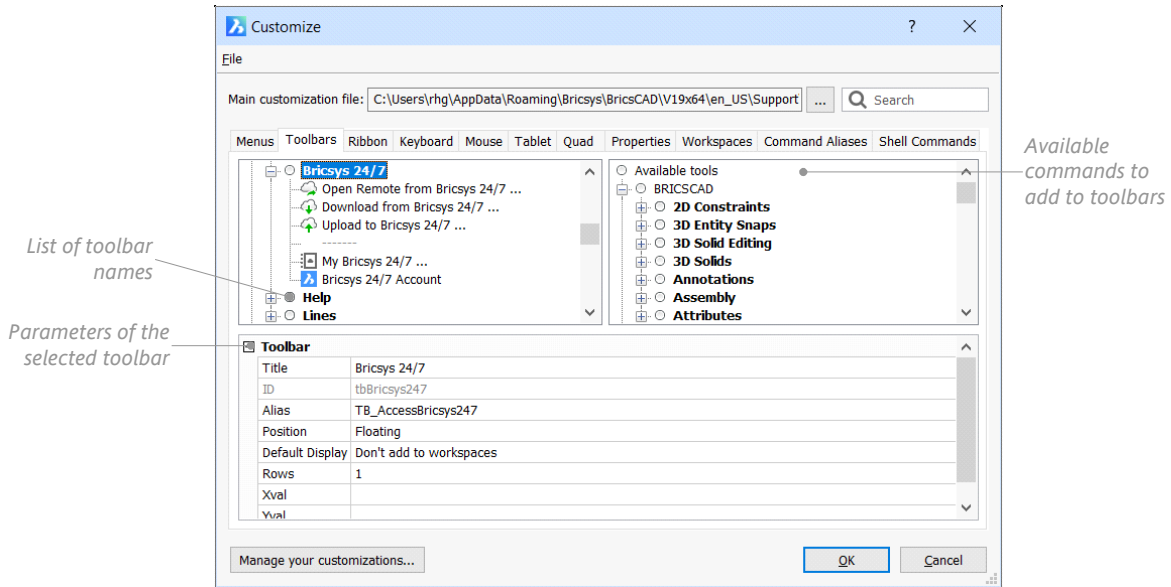 Customize
?
File
Main customization file: C:\Users\rhg\AppData\Roaming\Bricsys\BricsCAD\V19x64\en_US\Support\ ... Search
Menus Toolbars Ribbon Keyboard Mouse Tablet Quad Properties Workspaces Command Aliases Shell Commands
Bricsys 24/7
Open Remote from Bricsys 24/7 ...
Download from Bricsys 24/7 ...
Upload to Bricsys 24/7 ...
-------
My Bricsys 24/7 ...
Bricsys 24/7 Account
Help
Lines
Available tools
BRICSCAD
2D Constraints
3D Entity Snaps
3D Solid Editing
3D Solids
Annotations
Assembly
Attributes
Available
commands to
add to toolbars
List of toolbar
names
Parameters of the
selected toolbar
Toolbar
Title Bricsys 24/7
ID tbBricsys247
Alias TB_AccessBricsys247
Position Floating
Default Display Don't add to workspaces
Rows 1
Xval
Yval
Manage your customizations... OK Cancel